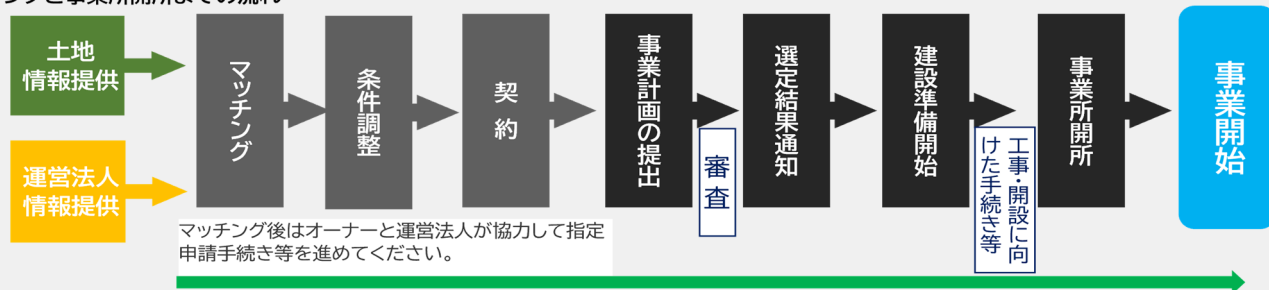 土地
情報提供
運営法人
情報提供
マッチング
条件調整
契約
事業計画の提出
審査
選定結果通知
建設準備開始
工事・開設に向
けた手続き等
事業所開所
事業開始
マッチング後はオーナーと運営法人が協力して指定
申請手続き等を進めてください。